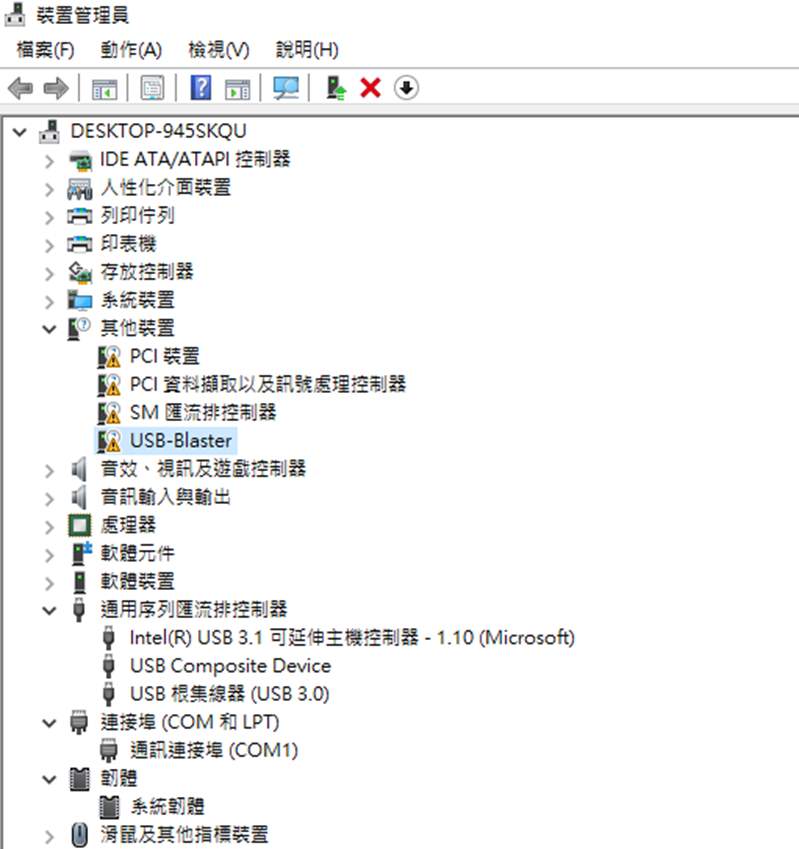 裝置管理員
檔案(F) 動作(A) 檢視(V) 說明(H)
DESKTOP-945SKQU
IDE ATA/ATAPI 控制器
人性化介面裝置
列印佇列
印表機
存放控制器
系統裝置
其他裝置
PCI 裝置
PCI 資料擷取以及訊號處理控制器
SM 匯流排控制器
USB-Blaster
音效、視訊及遊戲控制器
音訊輸入與輸出
處理器
軟體元件
軟體裝置
通用序列匯流排控制器
Intel(R) USB 3.1 可延伸主機控制器 - 1.10 (Microsoft)
USB Composite Device
USB 根集線器 (USB 3.0)
連接埠 (COM 和 LPT)
通訊連接埠 (COM1)
韌體
系統韌體
滑鼠及其他指標裝置